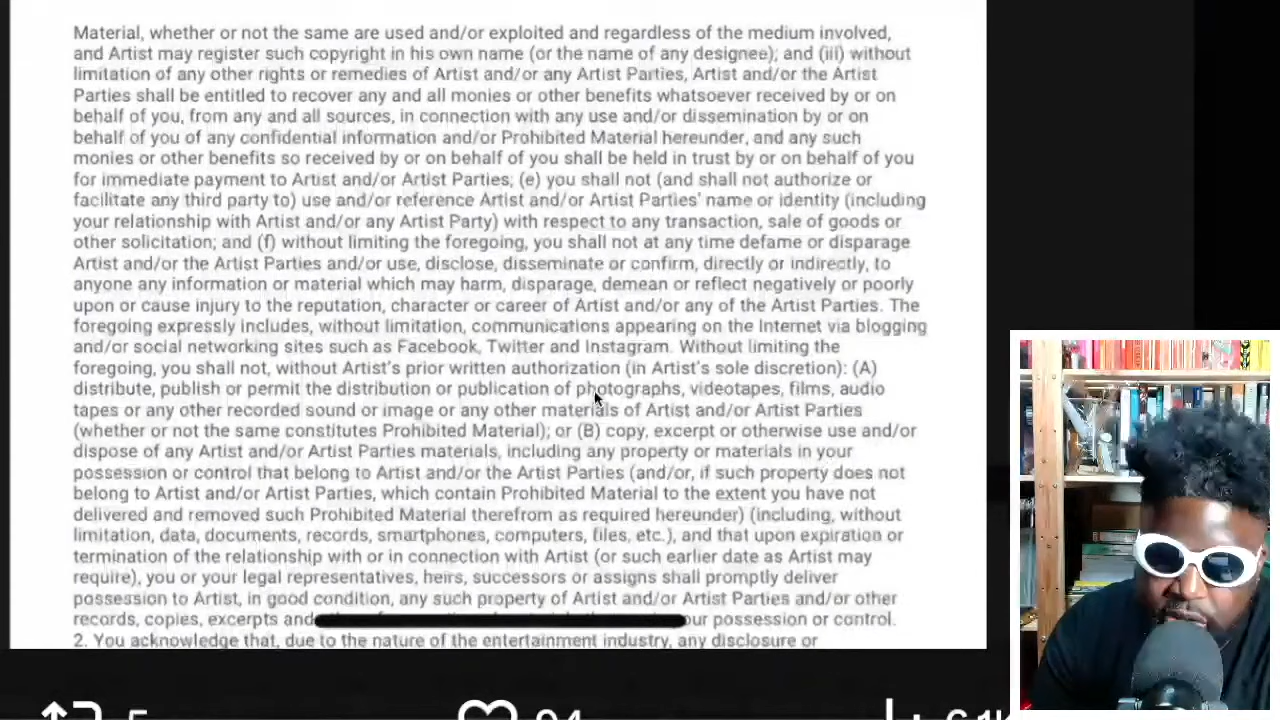 Material, whether or not the same are used and/or exploited and regardless of the medium involved,
and Artist may register such copyright in his own name (or the name of any designee); and (iii) without
limitation of any other rights or remedies of Artist and/or any Artist Parties, Artist and/or the Artist
Parties shall be entitled to recover any and all monies or other benefits whatsoever received by or on
behalf of you, from any and all sources, in connection with any use and/or dissemination by or on
behalf of you of any confidential information and/or Prohibited Material hereunder, and any such
monies or other benefits so received by or on behalf of you shall be held in trust by or on behalf of you
for immediate payment to Artist and/or Artist Parties; (e) you shall not (and shall not authorize or
facilitate any third party to) use and/or reference Artist and/or Artist Parties' name or identity (including
your relationship with Artist and/or any Artist Party) with respect to any transaction, sale of goods or
other solicitation; and (f) without limiting the foregoing, you shall not at any time defame or disparage
Artist and/or the Artist Parties and/or use, disclose, disseminate or confirm, directly or indirectly, to
anyone any information or material which may harm, disparage, demean or reflect negatively or poorly
upon or cause injury to the reputation, character or career of Artist and/or any of the Artist Parties. The
foregoing expressly includes, without limitation, communications appearing on the Internet via blogging
and/or social networking sites such as Facebook, Twitter and Instagram. Without limiting the
foregoing, you shall not, without Artist's prior written authorization (in Artist's sole discretion): (A)
distribute, publish or permit the distribution or publication of photographs, videotapes, films, audio
tapes or any other recorded sound or image or any other materials of Artist and/or Artist Parties
(whether or not the same constitutes Prohibited Material); or (B) copy, excerpt or otherwise use and/or
dispose of any Artist and/or Artist Parties materials, including any property or materials in your
possession or control that belong to Artist and/or the Artist Parties (and/or, if such property does not
belong to Artist and/or Artist Parties, which contain Prohibited Material to the extent you have not
delivered and removed such Prohibited Material therefrom as required hereunder) (including, without
limitation, data, documents, records, smartphones, computers, files, etc.), and that upon expiration or
termination of the relationship with or in connection with Artist (or such earlier date as Artist may
require), you or your legal representatives, heirs, successors or assigns shall promptly deliver
possession to Artist, in good condition, any such property of Artist and/or Artist Parties and/or other
records, copies, excerpts and our possession or control.
2. You acknowledge that, due to the nature of the entertainment industry, any disclosure or